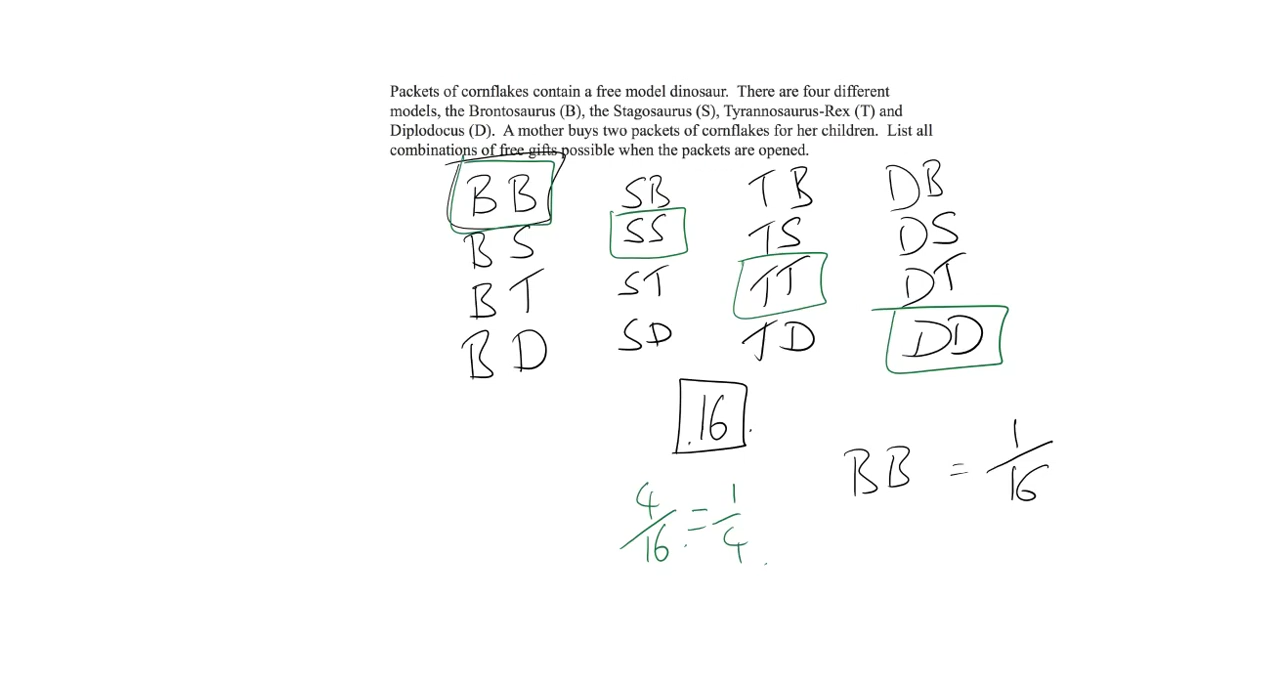 Packets of cornflakes contain a free model dinosaur. There are four different
models, the Brontosaurus (B), the Stagosaurus (S), Tyrannosaurus-Rex (T) and
Diplodocus (D). A mother buys two packets of cornflakes for her children. List all
combinations of free gifts possible when the packets are opened.
BB SB TB DB
BS SS TS DS
BT ST TT DT
BD SD TD DD
16
BB = 1/16
4/16 = 1/4